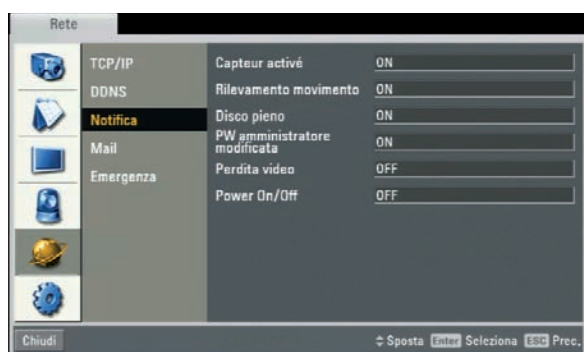 Rete
TCP/IP
DDNS
Notifica
Mail
Emergenza
Capteur activé ON
Rilevamento movimento ON
Disco pieno ON
PW amministratore
modificata ON
Perdita video OFF
Power On/Off OFF
Chiudi
Sposta Enter Seleziona ESC Prec.